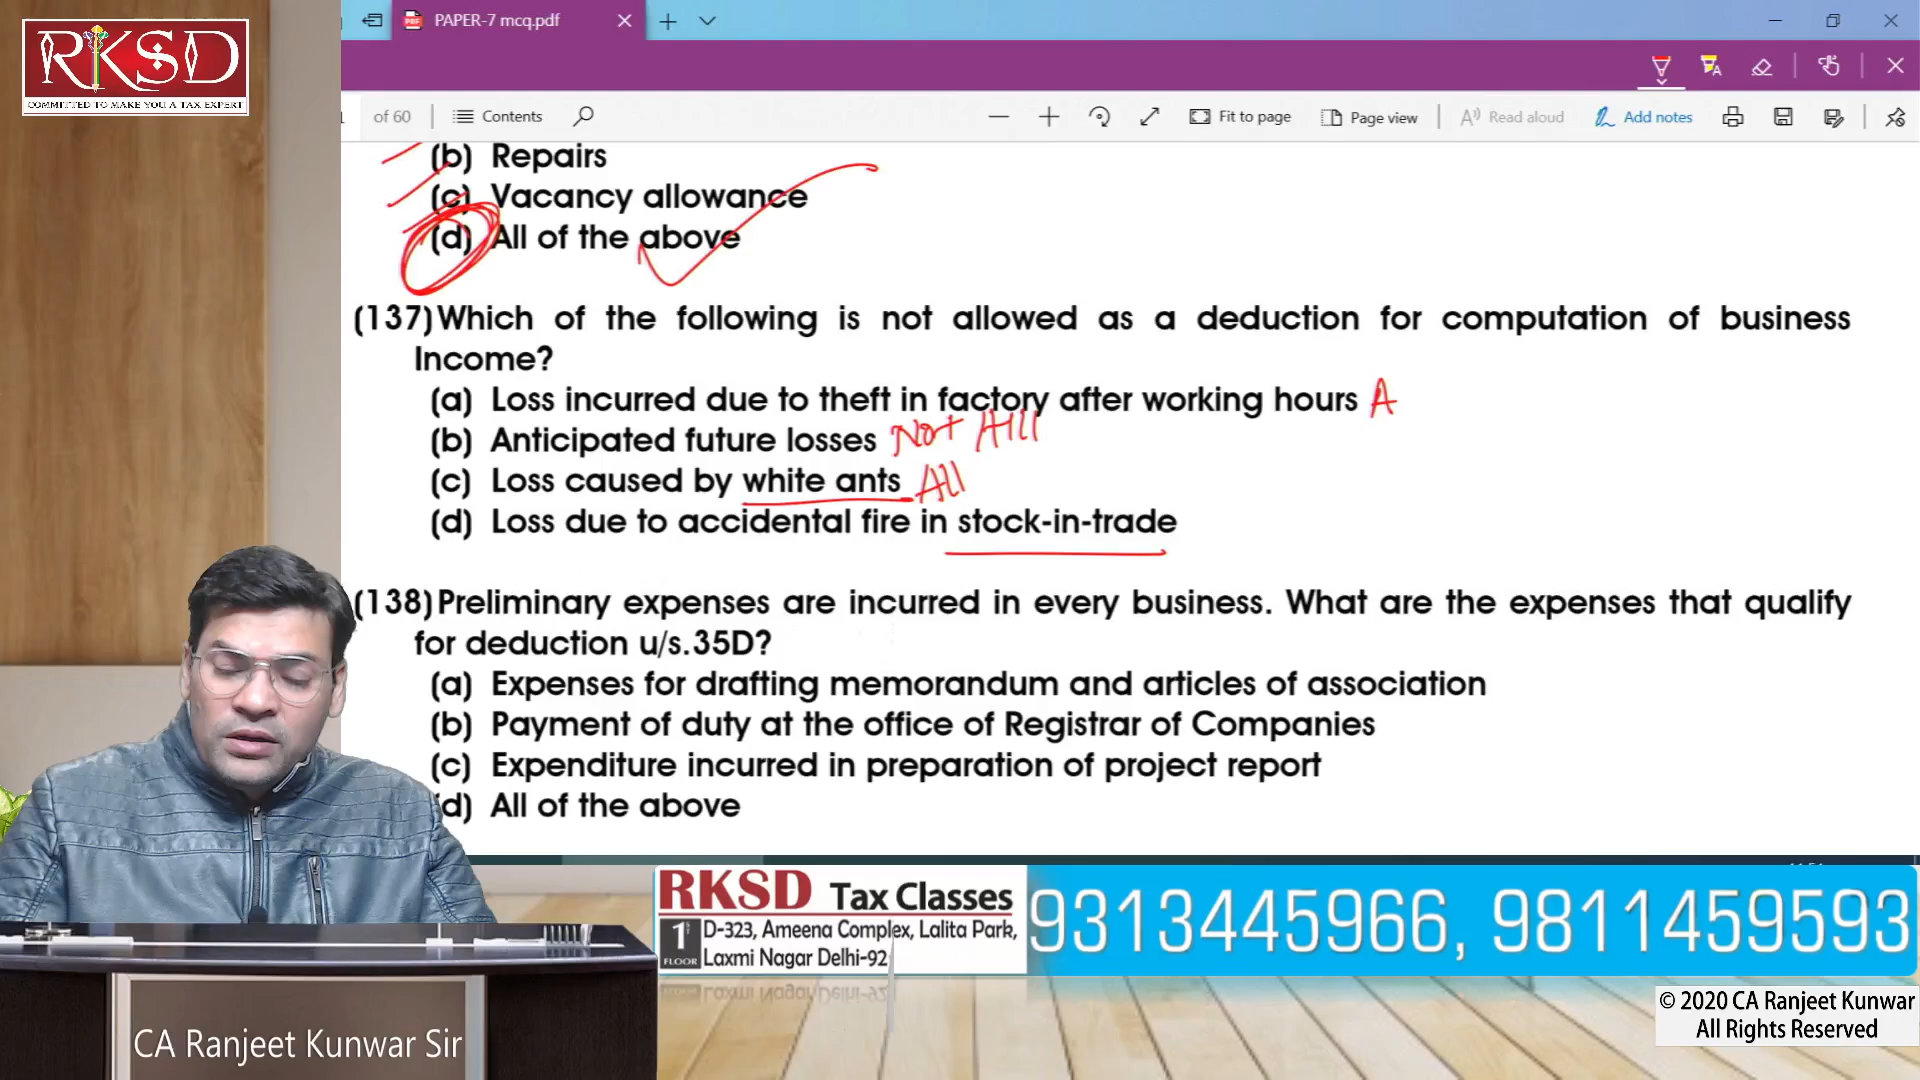 RKSD
COMMITTED TO MAKE YOU A TAX EXPERT
PAPER-7 mcq.pdf
of 60
Contents
Fit to page
Page view
Read aloud
Add notes
(b) Repairs
(c) Vacancy allowance
(d) All of the above
(137) Which of the following is not allowed as a deduction for computation of business
Income?
(a) Loss incurred due to theft in factory after working hours A
(b) Anticipated future losses Not All
(c) Loss caused by white ants All
(d) Loss due to accidental fire in stock-in-trade
(138) Preliminary expenses are incurred in every business. What are the expenses that qualify
for deduction u/s.35D?
(a) Expenses for drafting memorandum and articles of association
(b) Payment of duty at the office of Registrar of Companies
(c) Expenditure incurred in preparation of project report
d) All of the above
RKSD Tax Classes
1ST FLOOR
D-323, Ameena Complex, Lalita Park,
Laxmi Nagar Delhi-92
9313445966, 9811459593
CA Ranjeet Kunwar Sir
© 2020 CA Ranjeet Kunwar
All Rights Reserved